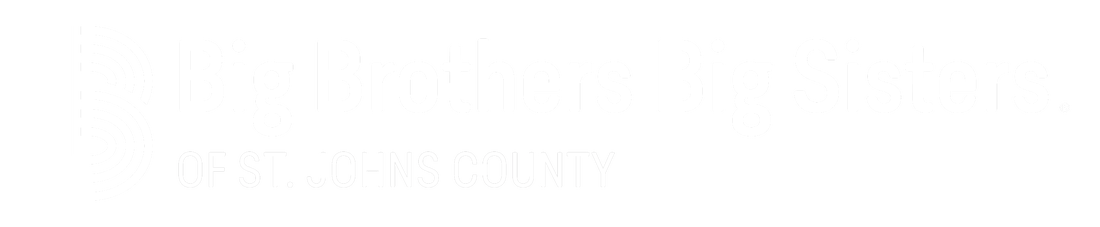 Big Brothers Big Sisters.
OF ST. JOHNS COUNTY